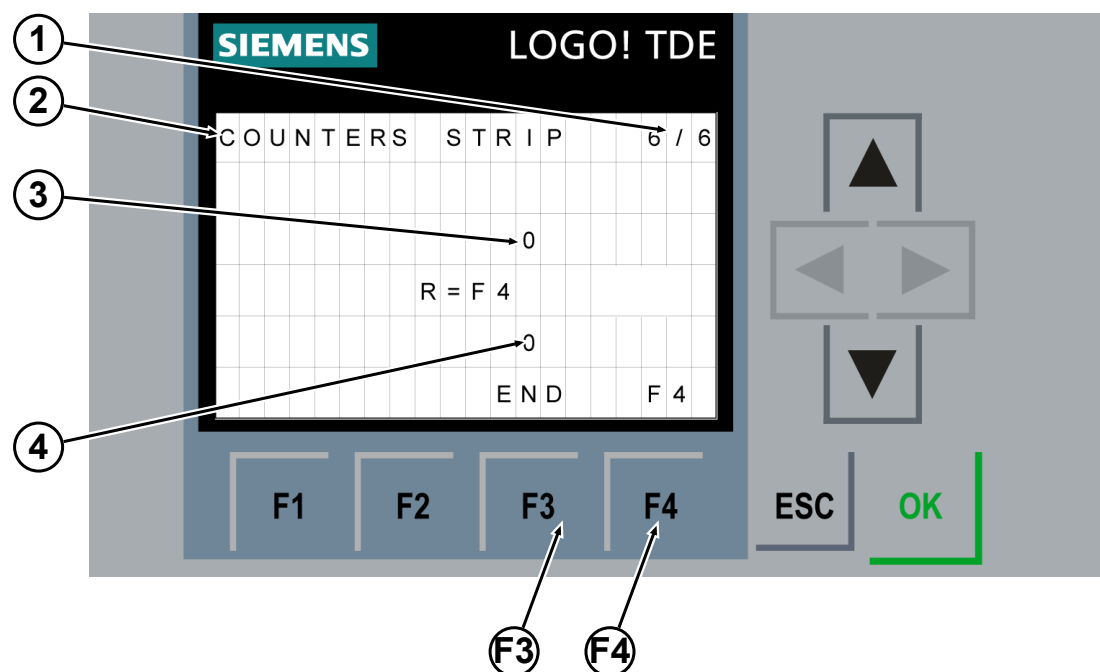 1
SIEMENS LOGO! TDE
2
COUNTERS STRIP 6/6
3
0
R=F4
0
END F4
4
F1 F2 F3 F4 ESC OK
F3 F4